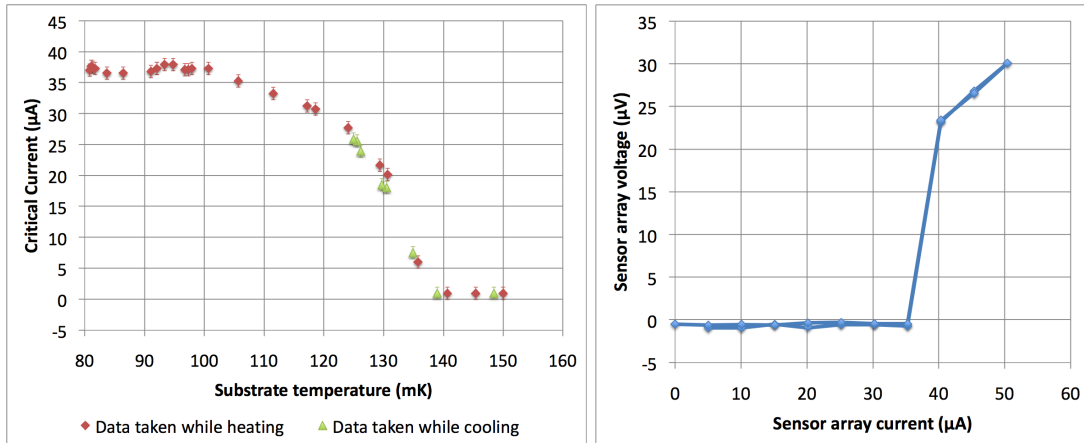 45
40
35
30
25
20
15
10
5
0
-5
80 90 100 110 120 130 140 150 160
Critical Current (μA)
Substrate temperature (mK)
Data taken while heating Data taken while cooling
35
30
25
20
15
10
5
0
-5
0 10 20 30 40 50 60
Sensor array voltage (μV)
Sensor array current (μA)